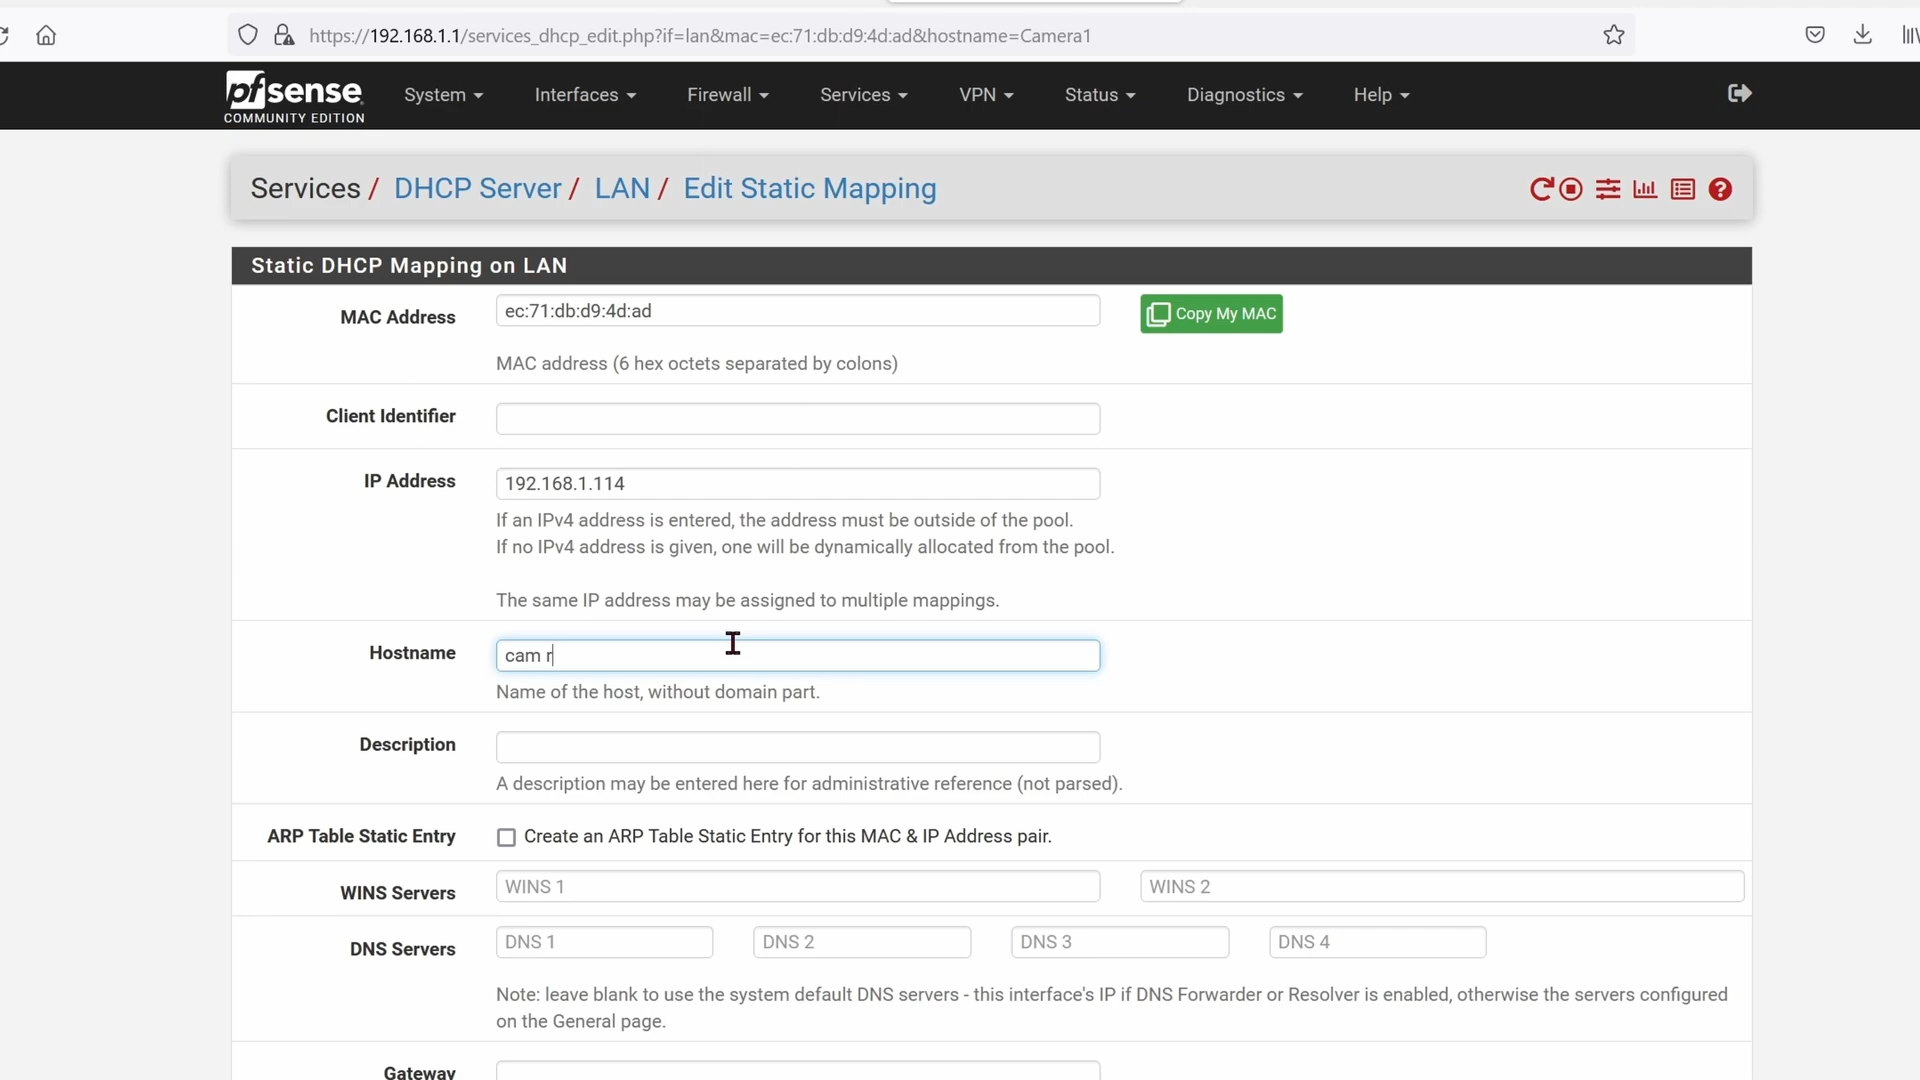 https://192.168.1.1/services_dhcp_edit.php?if=lan&mac=ec:71:db:d9:4d:ad&hostname=Camera1
pfsense
COMMUNITY EDITION
System
Interfaces
Firewall
Services
VPN
Status
Diagnostics
Help
Services / DHCP Server / LAN / Edit Static Mapping
Static DHCP Mapping on LAN
MAC Address
ec:71:db:d9:4d:ad
Copy My MAC
MAC address (6 hex octets separated by colons)
Client Identifier
IP Address
192.168.1.114
If an IPv4 address is entered, the address must be outside of the pool.
If no IPv4 address is given, one will be dynamically allocated from the pool.
The same IP address may be assigned to multiple mappings.
Hostname
cam r
Name of the host, without domain part.
Description
A description may be entered here for administrative reference (not parsed).
ARP Table Static Entry
Create an ARP Table Static Entry for this MAC & IP Address pair.
WINS Servers
WINS 1
WINS 2
DNS Servers
DNS 1
DNS 2
DNS 3
DNS 4
Note: leave blank to use the system default DNS servers - this interface's IP if DNS Forwarder or Resolver is enabled, otherwise the servers configured
on the General page.
Gateway